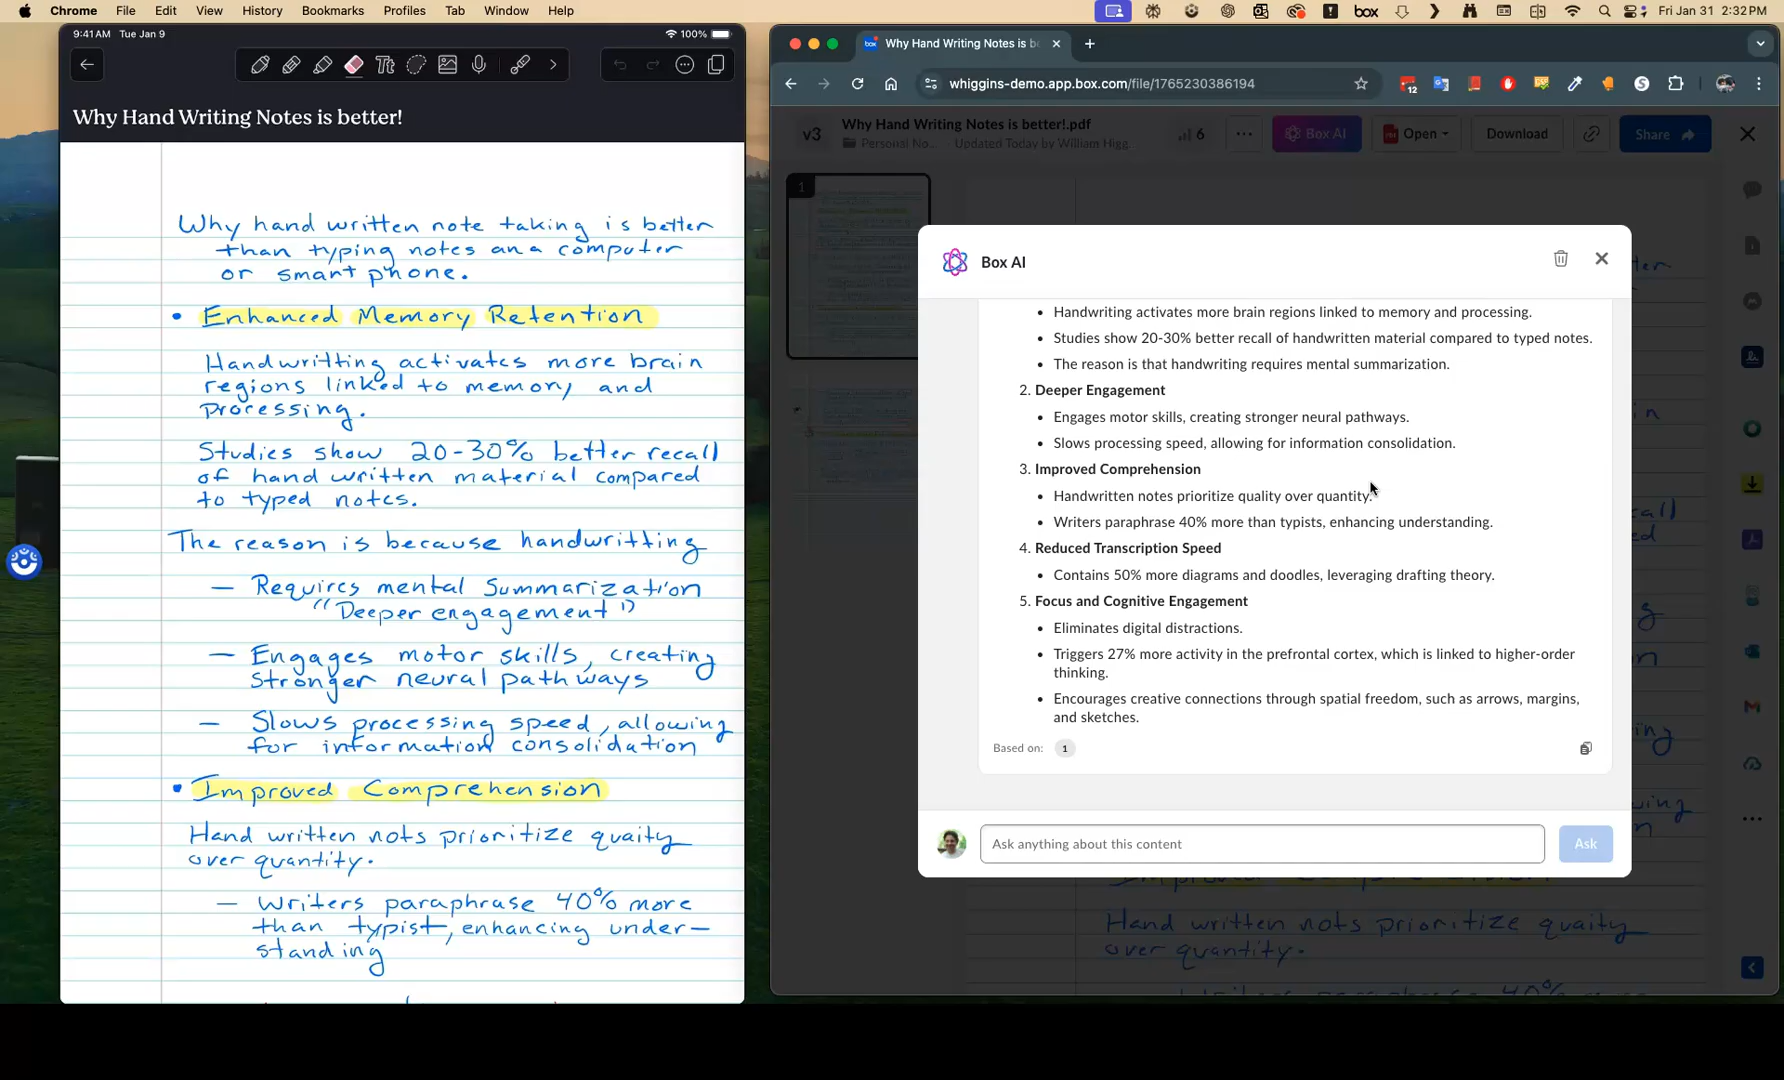 Chrome File Edit View History Bookmarks Profiles Tab Window Help
box
Fri Jan 31 2:32 PM
9:41 AM Tue Jan 9
100%
Tt
Why Hand Writing Notes is better!
Why hand written note taking is better
than typing notes on a computer
or smart phone.
• Enhanced Memory Retention
Handwritting activates more brain
regions linked to memory and
processing.
Studies show 20-30% better recall
of hand written material compared
to typed notes.
The reason is because handwritting
— Requires mental Summarization
"Deeper engagement"
— Engages motor skills, creating
stronger neural pathways
— Slows processing speed, allowing
for information consolidation
• Improved Comprehension
Hand written nots prioritize quaity
over quantity.
— Writers paraphrase 40% more
than typist, enhancing under-
standing
box Why Hand Writing Notes is b
whiggins-demo.app.box.com/file/1765230386194
12
v3
Why Hand Writing Notes is better!.pdf
Personal No... Updated Today by William Higg...
6
Box AI
Open
Download
Share
1
Box AI
• Handwriting activates more brain regions linked to memory and processing.
• Studies show 20-30% better recall of handwritten material compared to typed notes.
• The reason is that handwriting requires mental summarization.
2. Deeper Engagement
• Engages motor skills, creating stronger neural pathways.
• Slows processing speed, allowing for information consolidation.
3. Improved Comprehension
• Handwritten notes prioritize quality over quantity.
• Writers paraphrase 40% more than typists, enhancing understanding.
4. Reduced Transcription Speed
• Contains 50% more diagrams and doodles, leveraging drafting theory.
5. Focus and Cognitive Engagement
• Eliminates digital distractions.
• Triggers 27% more activity in the prefrontal cortex, which is linked to higher-order
thinking.
• Encourages creative connections through spatial freedom, such as arrows, margins,
and sketches.
Based on: 1
Ask anything about this content
Ask
Hand written nots prioritize quaity
over quantity.